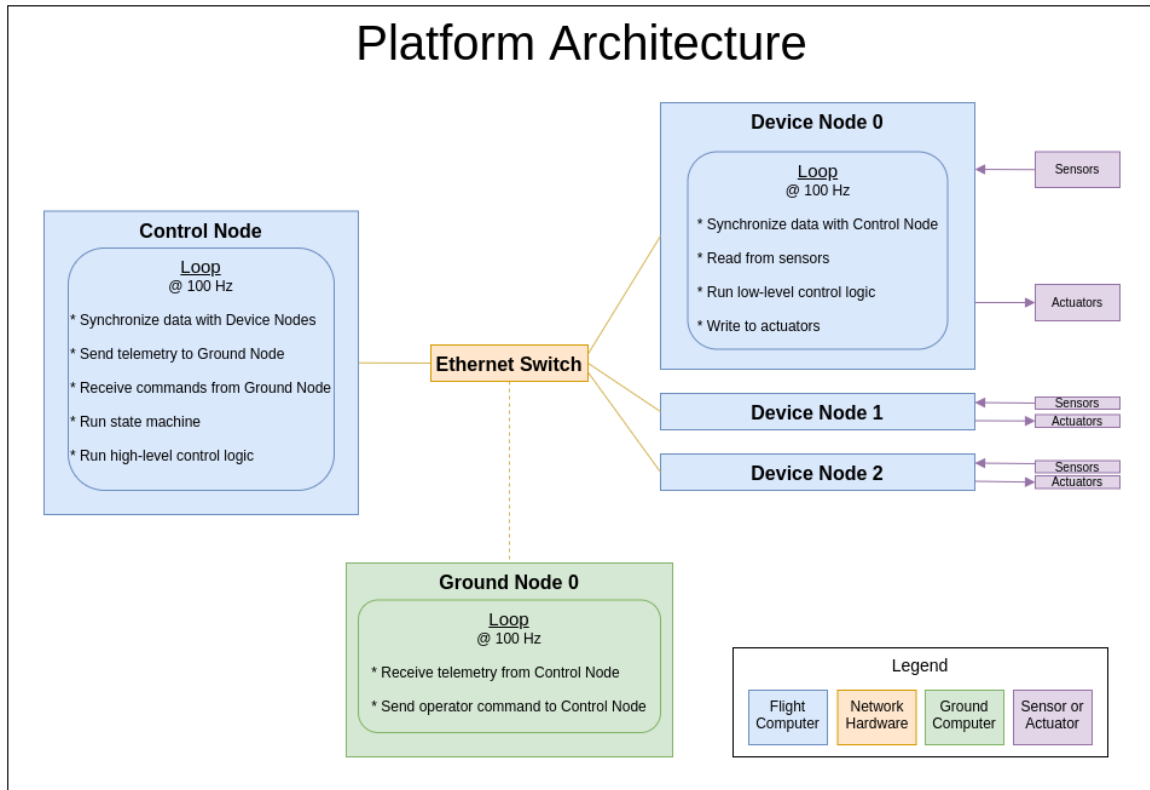 Platform Architecture
Control Node
Loop
@ 100 Hz
* Synchronize data with Device Nodes
* Send telemetry to Ground Node
* Receive commands from Ground Node
* Run state machine
* Run high-level control logic
Ethernet Switch
Device Node 0
Loop
@ 100 Hz
* Synchronize data with Control Node
* Read from sensors
* Run low-level control logic
* Write to actuators
Sensors
Actuators
Device Node 1
Sensors
Actuators
Device Node 2
Sensors
Actuators
Ground Node 0
Loop
@ 100 Hz
* Receive telemetry from Control Node
* Send operator command to Control Node
Legend
Flight
Computer
Network
Hardware
Ground
Computer
Sensor or
Actuator